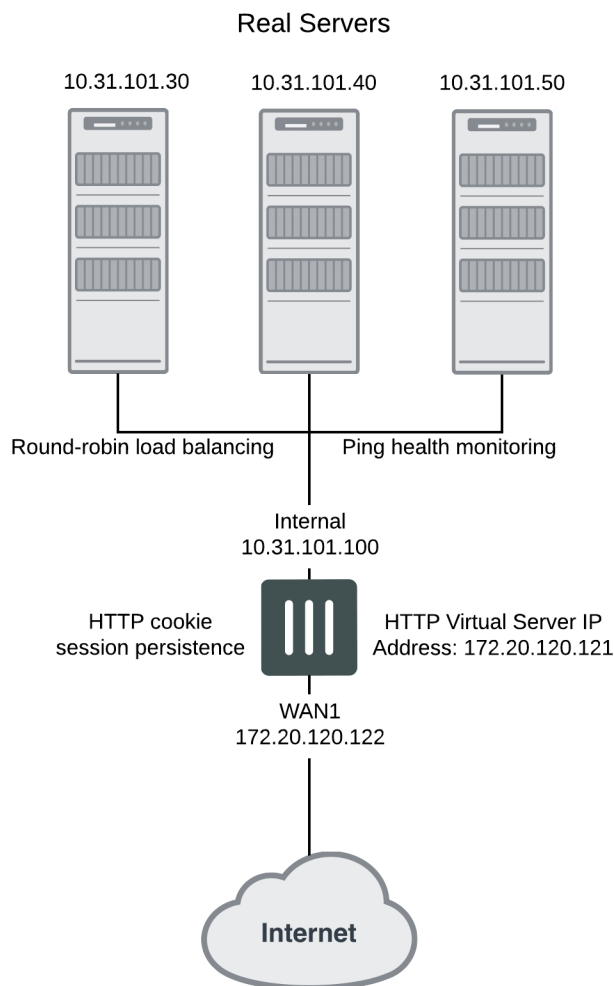 Real Servers
10.31.101.30
10.31.101.40
10.31.101.50
Round-robin load balancing
Ping health monitoring
Internal
10.31.101.100
HTTP cookie
session persistence
HTTP Virtual Server IP
Address: 172.20.120.121
WAN1
172.20.120.122
Internet